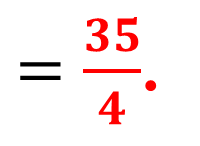 = 35/4.